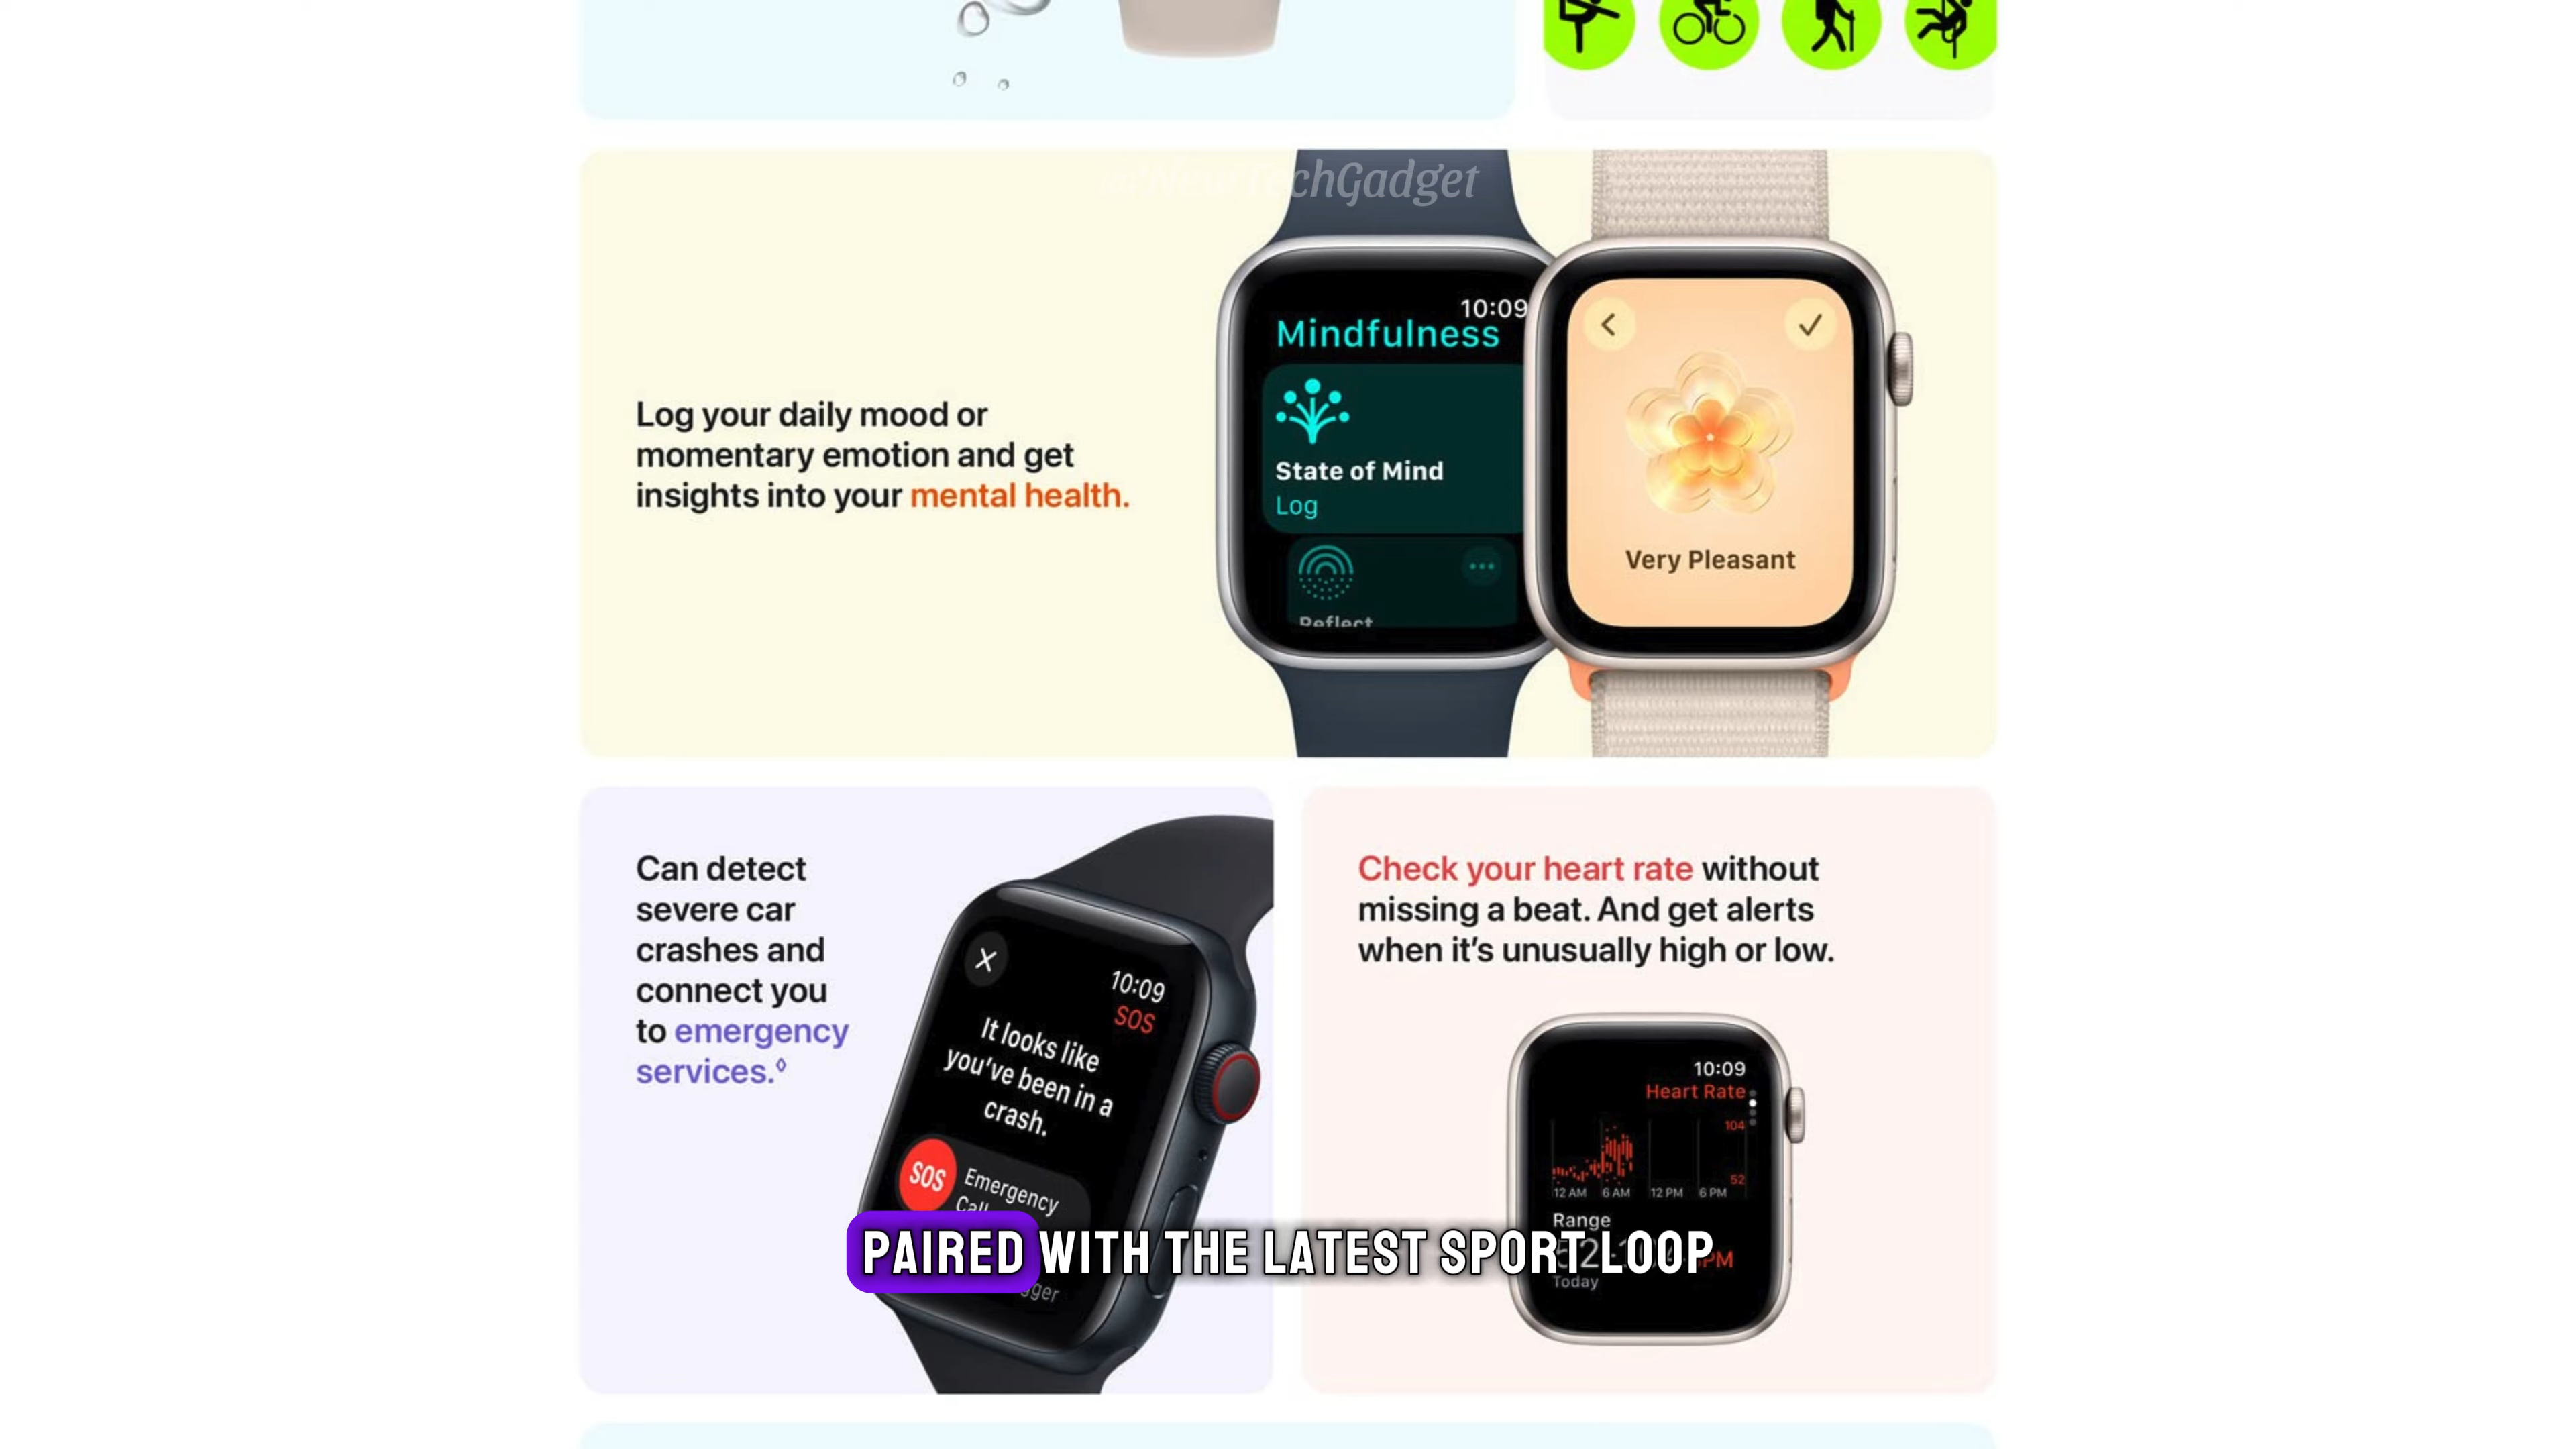 TechGadget
Log your daily mood or
momentary emotion and get
insights into your mental health.
10:09
Mindfulness
State of Mind
Log
Reflect
Very Pleasant
Can detect
severe car
crashes and
connect you
to emergency
services.◊
10:09
SOS
It looks like
you've been in a
crash.
SOS Emergency
Call
Check your heart rate without
missing a beat. And get alerts
when it's unusually high or low.
10:09
Heart Rate
104
52
12 AM 6 AM 12 PM 6 PM
Range
Today
PAIRED WITH THE LATEST SPORT LOOP